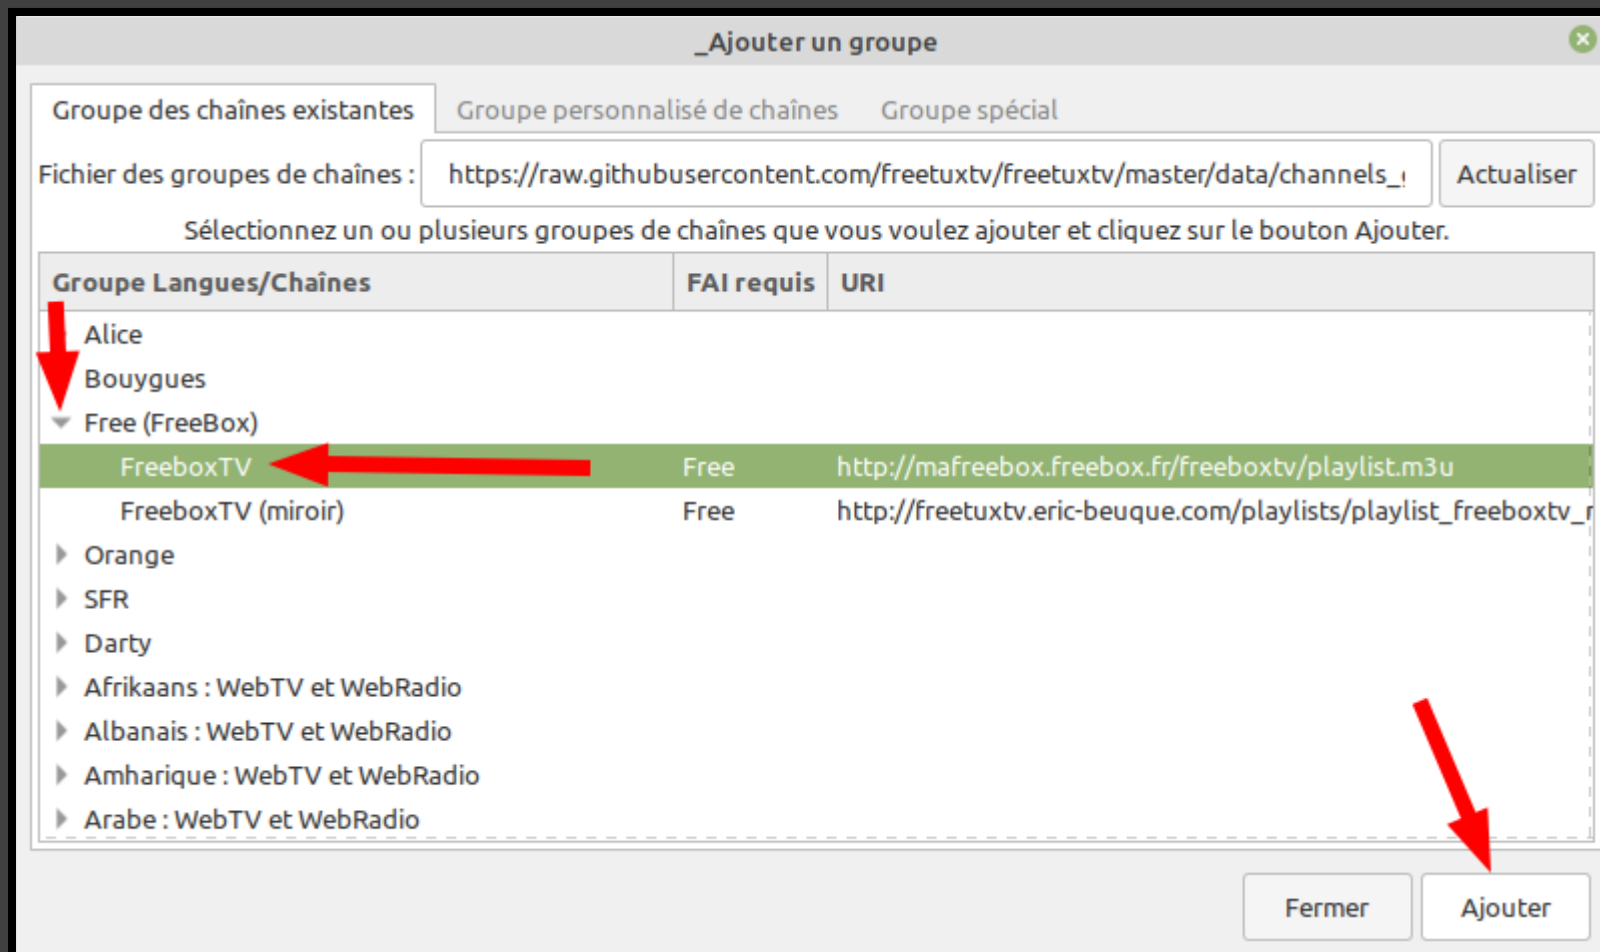 _Ajouter un groupe
Groupe des chaînes existantes Groupe personnalisé de chaînes Groupe spécial
Fichier des groupes de chaînes : https://raw.githubusercontent.com/freetuxtv/freetuxtv/master/data/channels_ Actualiser
Sélectionnez un ou plusieurs groupes de chaînes que vous voulez ajouter et cliquez sur le bouton Ajouter.
Groupe Langues/Chaînes FAI requis URI
Alice
Bouygues
Free (FreeBox)
FreeboxTV Free http://mafreebox.freebox.fr/freeboxtv/playlist.m3u
FreeboxTV (miroir) Free http://freetuxtv.eric-beuque.com/playlists/playlist_freeboxtv_
Orange
SFR
Darty
Afrikaans : WebTV et WebRadio
Albanais : WebTV et WebRadio
Amharique : WebTV et WebRadio
Arabe : WebTV et WebRadio
Fermer Ajouter